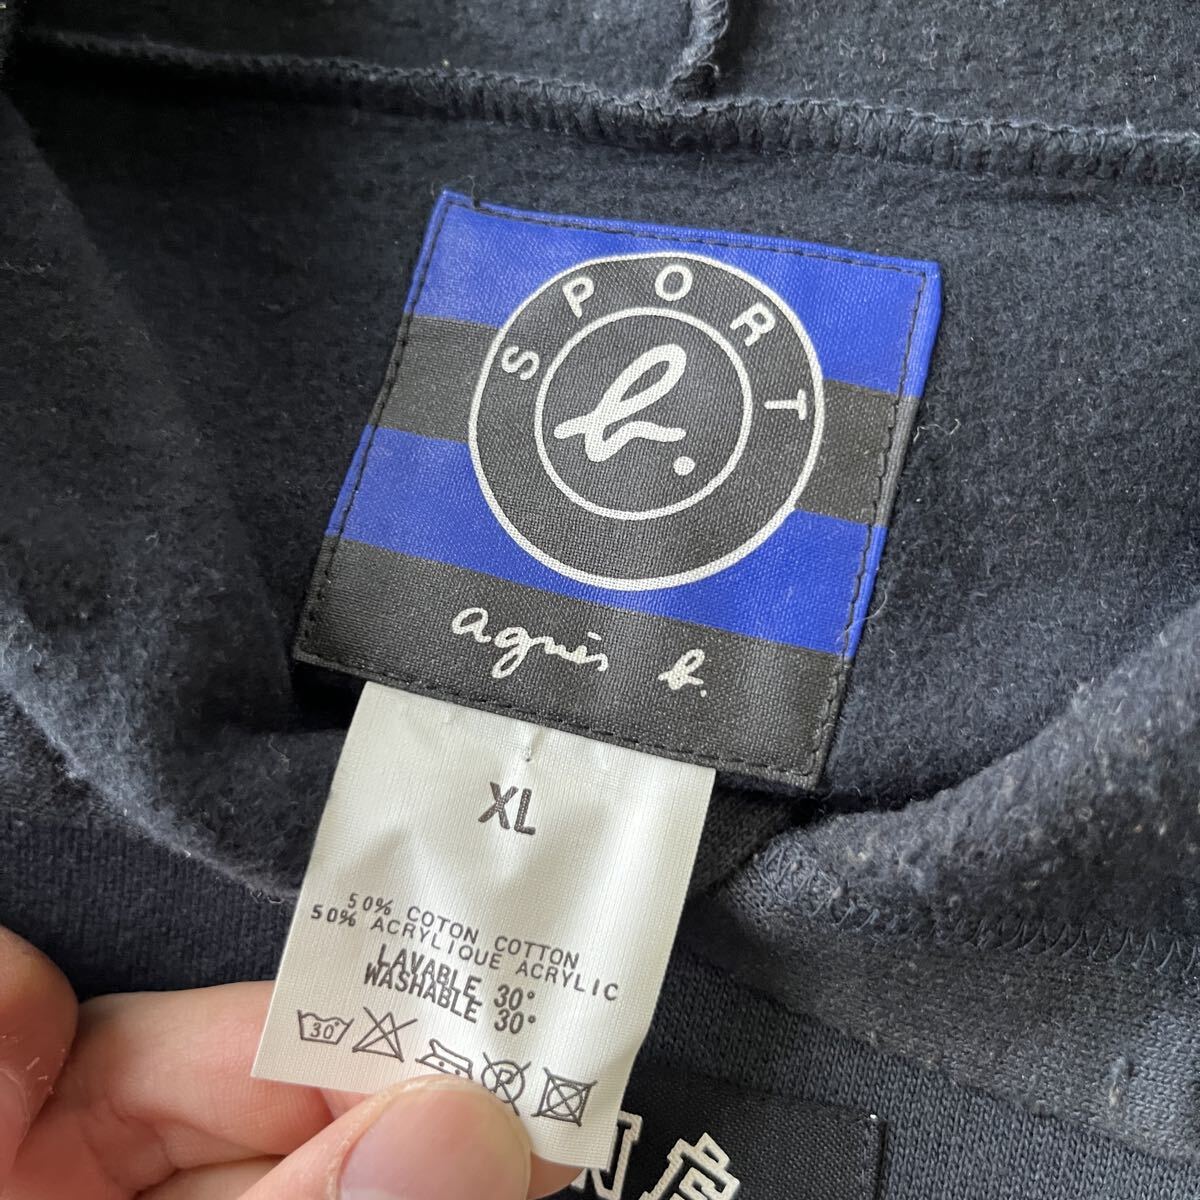 SPORT
b.
agnès b.
XL
50% COTON COTTON
50% ACRYLIQUE ACRYLIC
LAVABLE 30°
WASHABLE 30°
30°
R